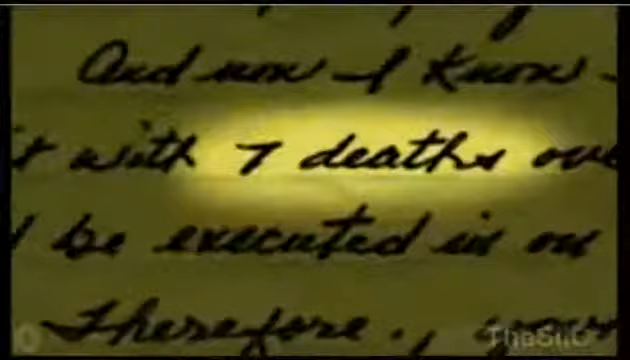 And now I know
with 7 deaths
be executed in
Therefore.,